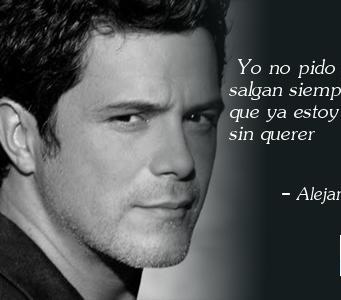 Yo no pido
salgan siemp
que ya estoy
sin querer
- Alejan